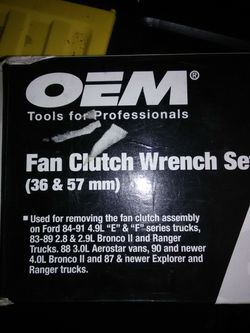 OEM®
Tools for Professionals
Fan Clutch Wrench Se
(36 & 57 mm)
■ Used for removing the fan clutch assembly
on Ford 84-91 4.9L "E" & "F" series trucks,
83-89 2.8 & 2.9L Bronco II and Ranger
Trucks. 88 3.0L Aerostar vans, 90 and newer
4.0L Bronco II and 87 & newer Explorer and
Ranger trucks.